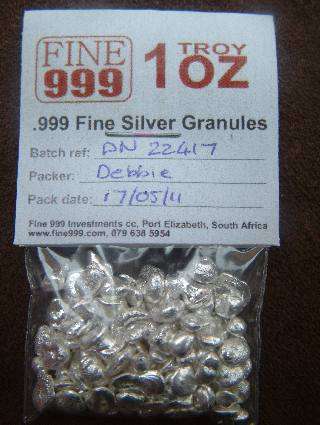 FINE
999
1 TROY OZ
.999 Fine Silver Granules
Batch ref: DN 22417
Packer: Debbie
Pack date: 17/05/11
Fine 999 Investments cc, Port Elizabeth, South Africa
www.fine999.com, 079 638 5954